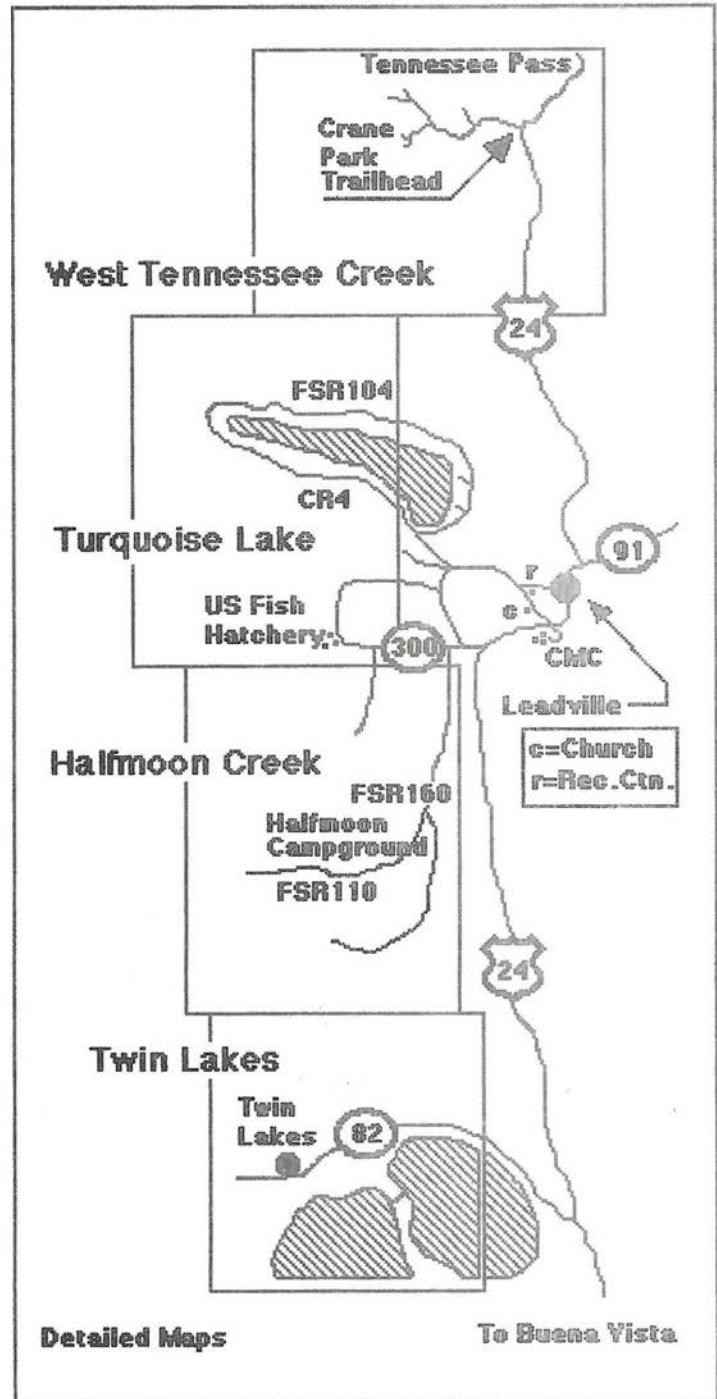 Tennessee Pass
Crane
Park
Trailhead
West Tennessee Creek
24
FSR104
CR4
Turquoise Lake
91
r
c
US Fish
Hatchery
300
CMC
Leadville
c=Church
r=Rec.Ctn.
Halfmoon Creek
FSR160
Halfmoon
Campground
FSR110
24
Twin Lakes
Twin
Lakes
82
Detailed Maps
To Buena Vista